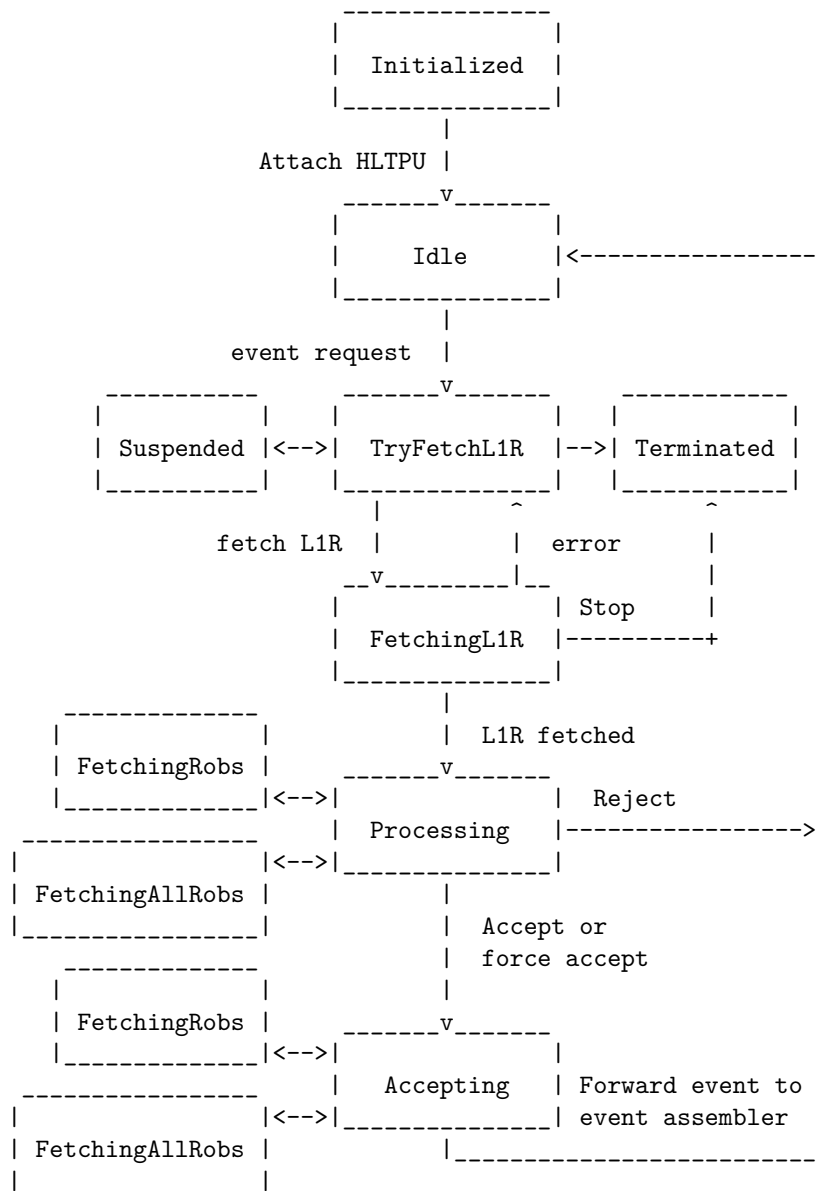 Initialized
Attach HLTPU
Idle
event request
Suspended TryFetchL1R Terminated
fetch L1R error
Stop
FetchingL1R
L1R fetched
FetchingRobs
Reject
Processing
FetchingAllRobs
Accept or
force accept
FetchingRobs
Accepting Forward event to
event assembler
FetchingAllRobs